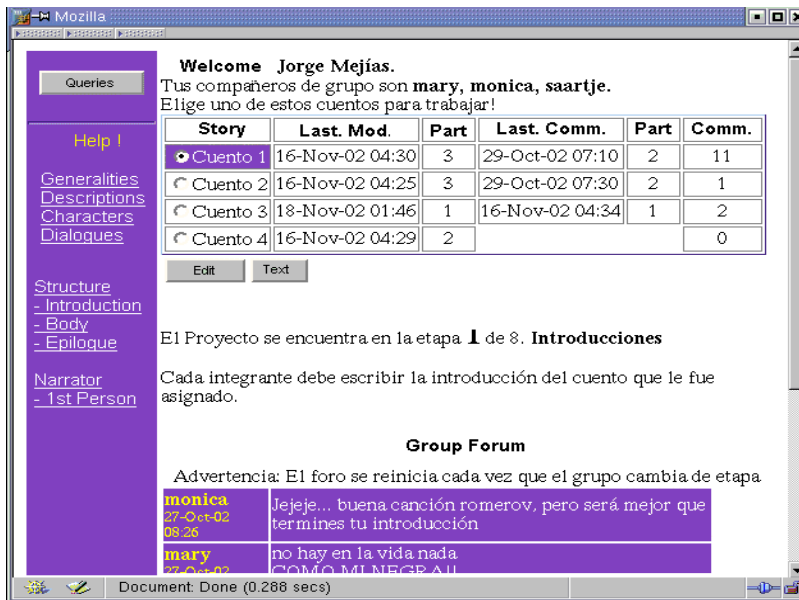 Mozilla
Queries
Help !
Generalities
Descriptions
Characters
Dialogues
Structure
- Introduction
- Body
- Epilogue
Narrator
- 1st Person
Welcome Jorge Mejías.
Tus compañeros de grupo son mary, monica, saartje.
Elige uno de estos cuentos para trabajar!
Story Last. Mod. Part Last. Comm. Part Comm.
Cuento 1 16-Nov-02 04:30 3 29-Oct-02 07:10 2 11
Cuento 2 16-Nov-02 04:25 3 29-Oct-02 07:30 2 1
Cuento 3 18-Nov-02 01:46 1 16-Nov-02 04:34 1 2
Cuento 4 16-Nov-02 04:29 2 0
Edit Text
El Proyecto se encuentra en la etapa 1 de 8. Introducciones
Cada integrante debe escribir la introducción del cuento que le fue
asignado.
Group Forum
Advertencia: El foro se reinicia cada vez que el grupo cambia de etapa
monica
27-Oct-02
08:26
Jejeje... buena canción romerov, pero será mejor que
termines tu introducción
mary
27-Oct-02
no hay en la vida nada
COMO MI NEGRA!!
Document: Done (0.288 secs)